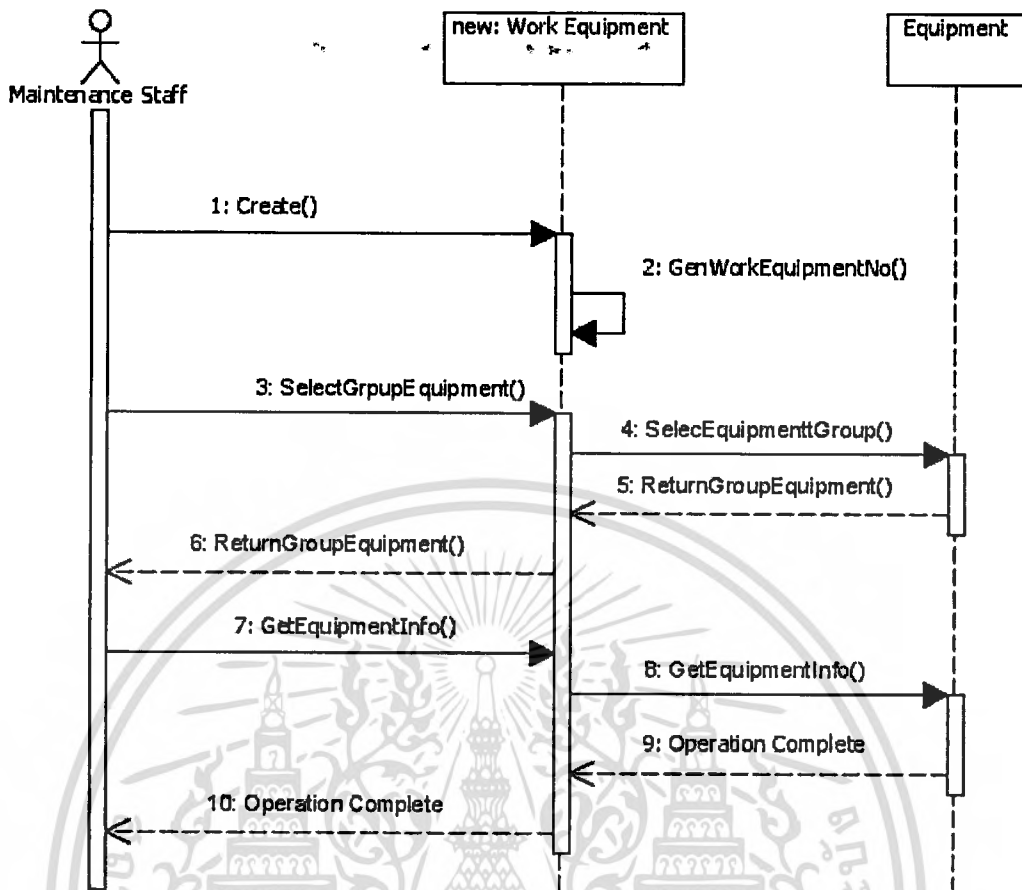 new: Work Equipment
Equipment
Maintenance Staff
1: Create()
2: GenWorkEquipmentNo()
3: SelectGrpupEquipment()
4: SelecEquipmenttGroup()
5: ReturnGroupEquipment()
6: ReturnGroupEquipment()
7: GetEquipmentInfo()
8: GetEquipmentInfo()
9: Operation Complete
10: Operation Complete